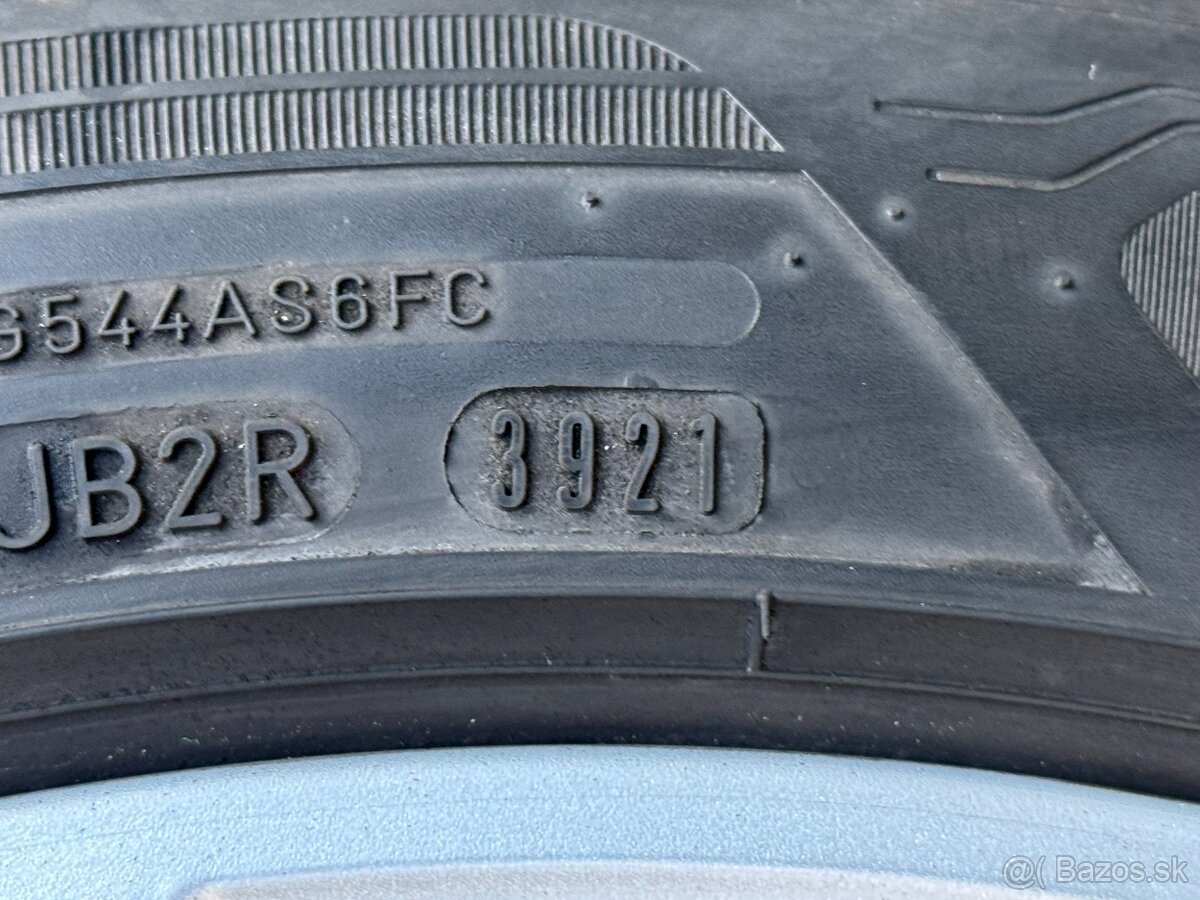 G544AS6FC
JB2R 3921
@( Bazos.sk